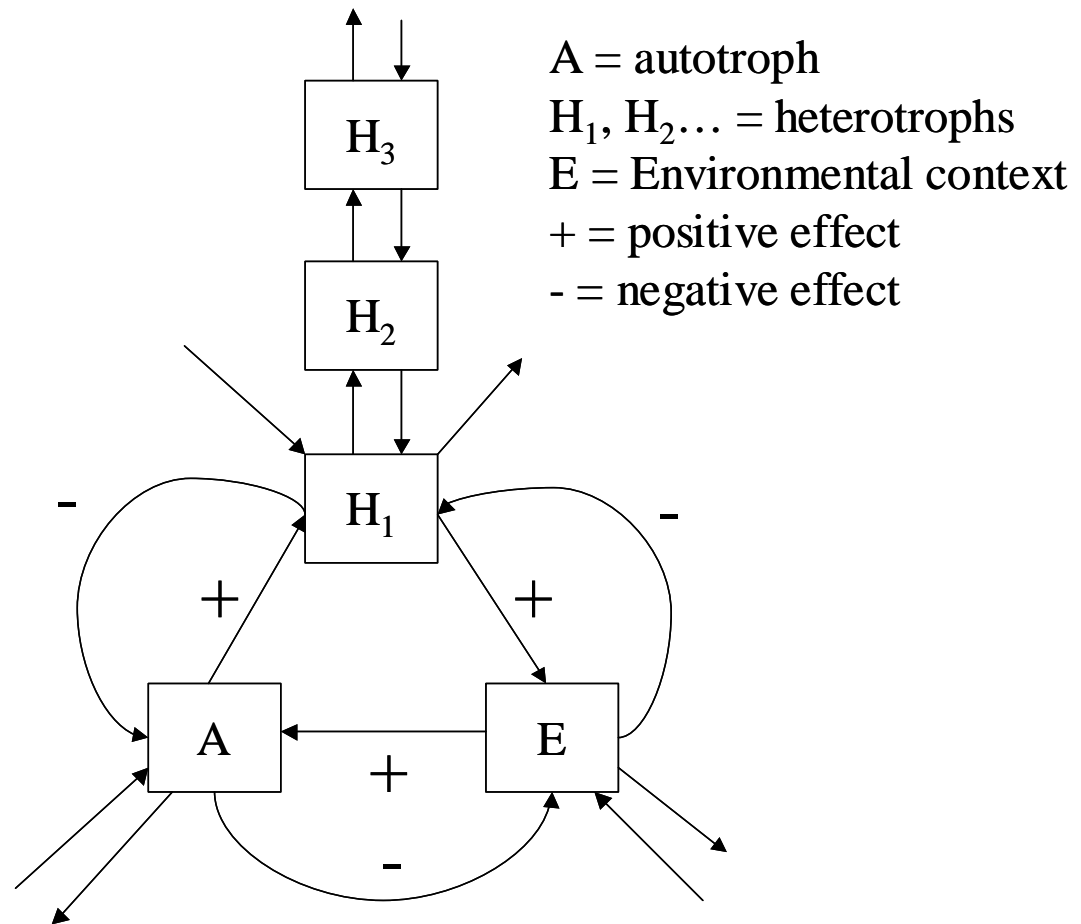 A = autotroph
H₁, H₂… = heterotrophs
E = Environmental context
+ = positive effect
- = negative effect
H₃
H₂
H₁
-
-
+
+
A
E
+
-